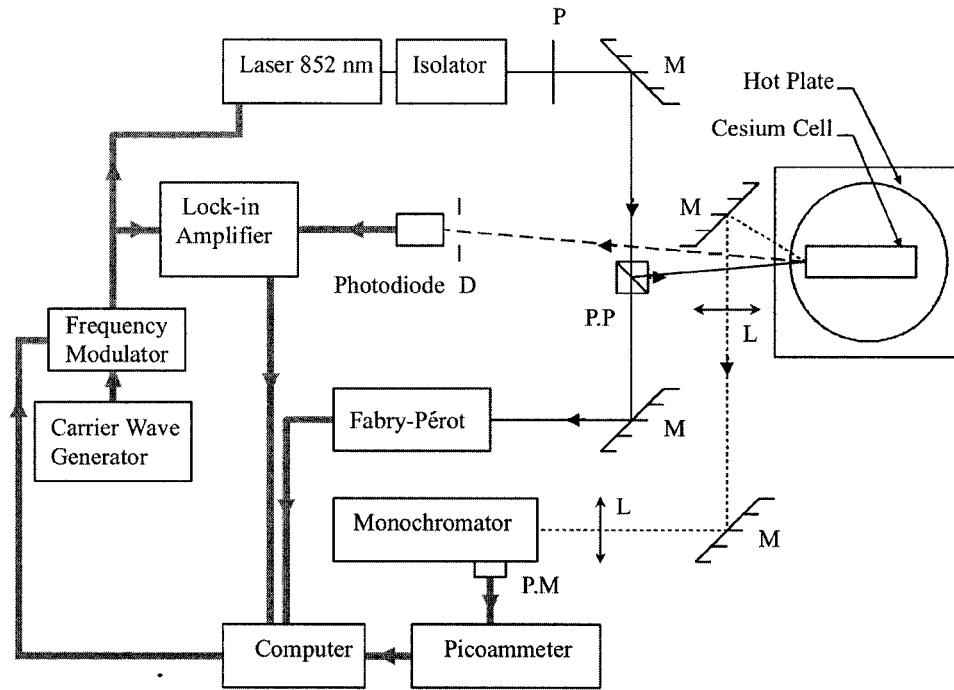 P
Laser 852 nm
Isolator
M
Hot Plate
Cesium Cell
Lock-in
Amplifier
M
Photodiode D
P.P
L
Frequency
Modulator
Carrier Wave
Generator
Fabry-Pérot
M
Monochromator
L
M
P.M
Computer
Picoammeter